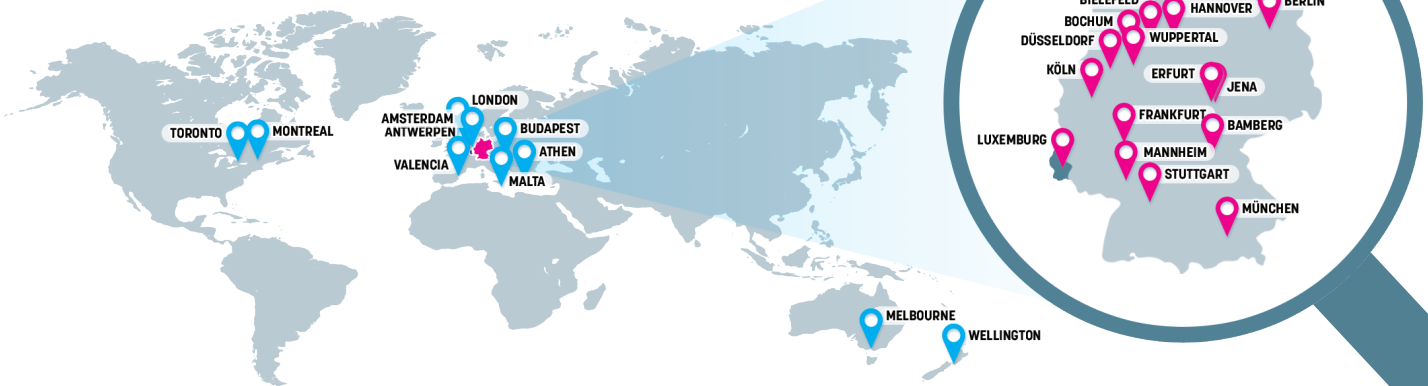 TORONTO
MONTREAL
LONDON
AMSTERDAM
ANTWERPEN
VALENCIA
BUDAPEST
ATHEN
MALTA
MELBOURNE
WELLINGTON
BIELEFELD
HANNOVER
BERLIN
BOCHUM
DÜSSELDORF
WUPPERTAL
KÖLN
ERFURT
JENA
FRANKFURT
BAMBERG
LUXEMBURG
MANNHEIM
STUTTGART
MÜNCHEN